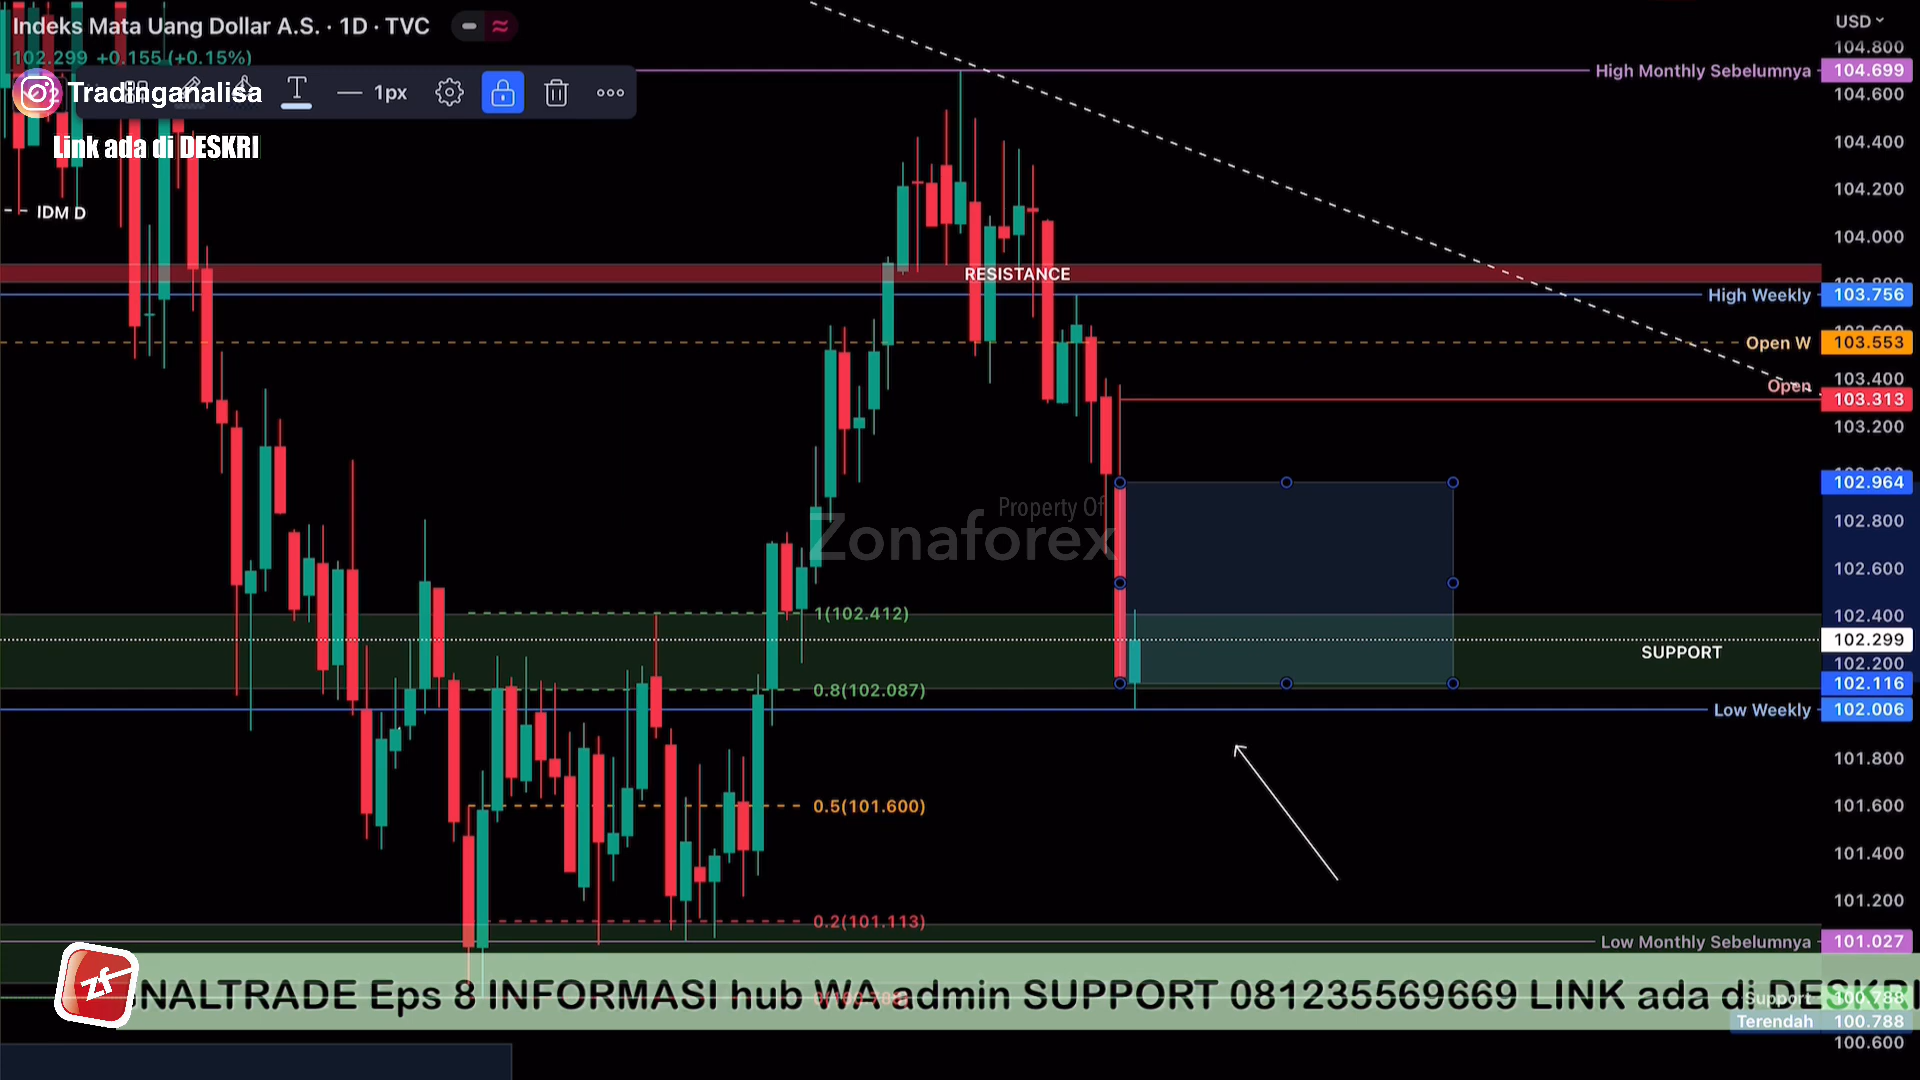 Indeks Mata Uang Dollar A.S. · 1D · TVC
USD
102.299 +0.155 (+0.15%)
104.800
High Monthly Sebelumnya 104.699
Tradinganalisa
T
1px
104.600
Link ada di DESKRI
104.400
104.200
IDM D
104.000
RESISTANCE
High Weekly 103.756
Open W 103.553
103.400
Open
103.313
103.200
102.964
Property Of
Zonaforex
102.800
102.600
1(102.412)
102.400
102.299
SUPPORT
102.200
0.8(102.087)
102.116
Low Weekly 102.006
101.800
0.5(101.600)
101.600
101.400
101.200
0.2(101.113)
Low Monthly Sebelumnya 101.027
zf
NALTRADE Eps 8 INFORMASI hub WA admin SUPPORT 081235569669 LINK ada di DESKRI
Support 100.788
Terendah 100.788
100.600